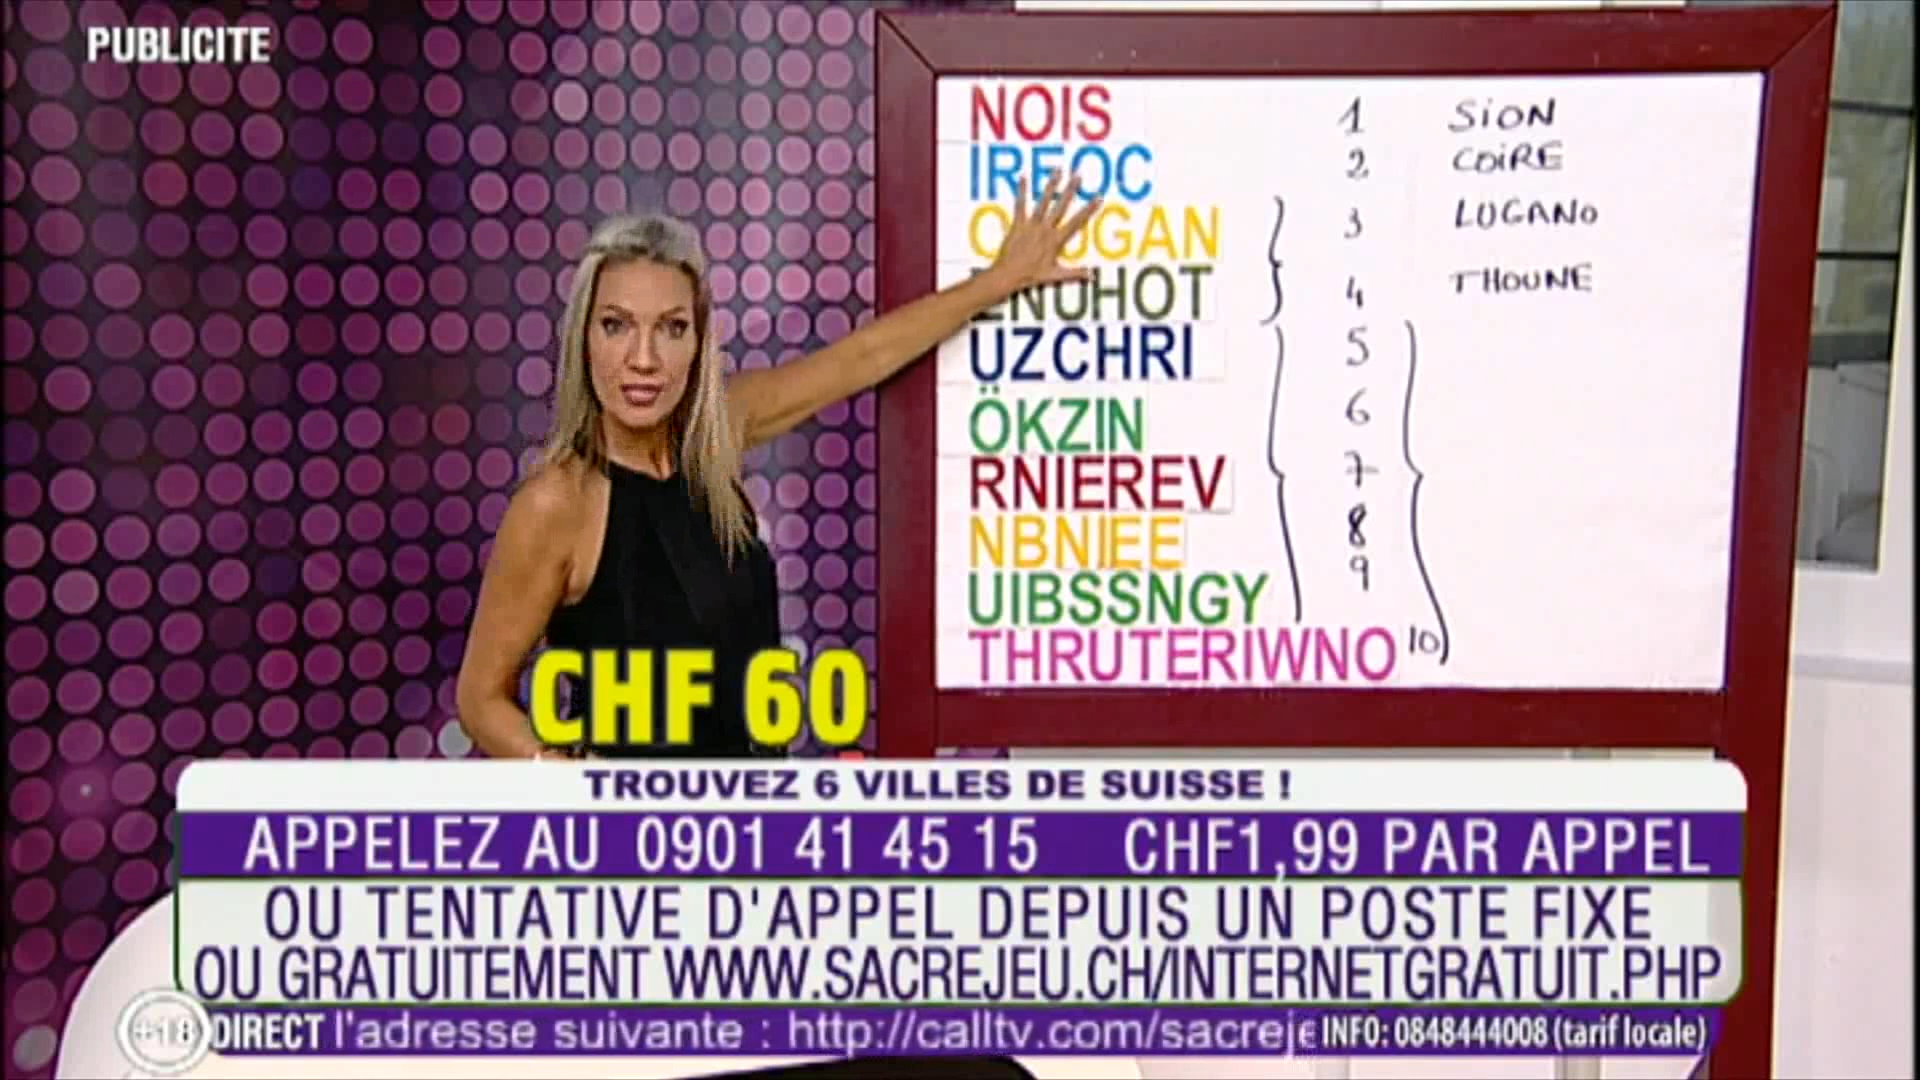 PUBLICITE
NOIS 1 SiON
IREOC 2 COiRE
GAN 3 LUGANO
NUHOT 4 THOUNE
UZCHRI 5
ÖKZIN 6
RNIEREV 7
NBNIEE 8
UIBSSNGY 9
THRUTERIWNO 10
CHF 60
TROUVEZ 6 VILLES DE SUISSE !
APPELEZ AU 0901 41 45 15 CHF1,99 PAR APPEL
OU TENTATIVE D'APPEL DEPUIS UN POSTE FIXE
OU GRATUITEMENT WWW.SACREJEU.CH/INTERNETGRATUIT.PHP
+18 DIRECT l'adresse suivante : http://calltv.com/sacreje INFO: 0848444008 (tarif locale)